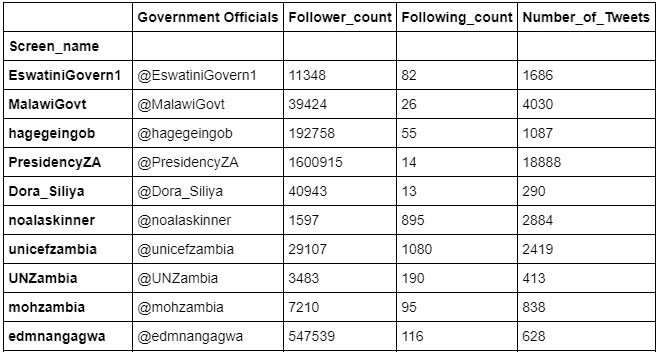 Government Officials Follower_count Following_count Number_of_Tweets
Screen_name
EswatiniGovern1 @EswatiniGovern1 11348 82 1686
MalawiGovt @MalawiGovt 39424 26 4030
hagegeingob @hagegeingob 192758 55 1087
PresidencyZA @PresidencyZA 1600915 14 18888
Dora_Siliya @Dora_Siliya 40943 13 290
noalaskinner @noalaskinner 1597 895 2884
unicefzambia @unicefzambia 29107 1080 2419
UNZambia @UNZambia 3483 190 413
mohzambia @mohzambia 7210 95 838
edmnangagwa @edmnangagwa 547539 116 628